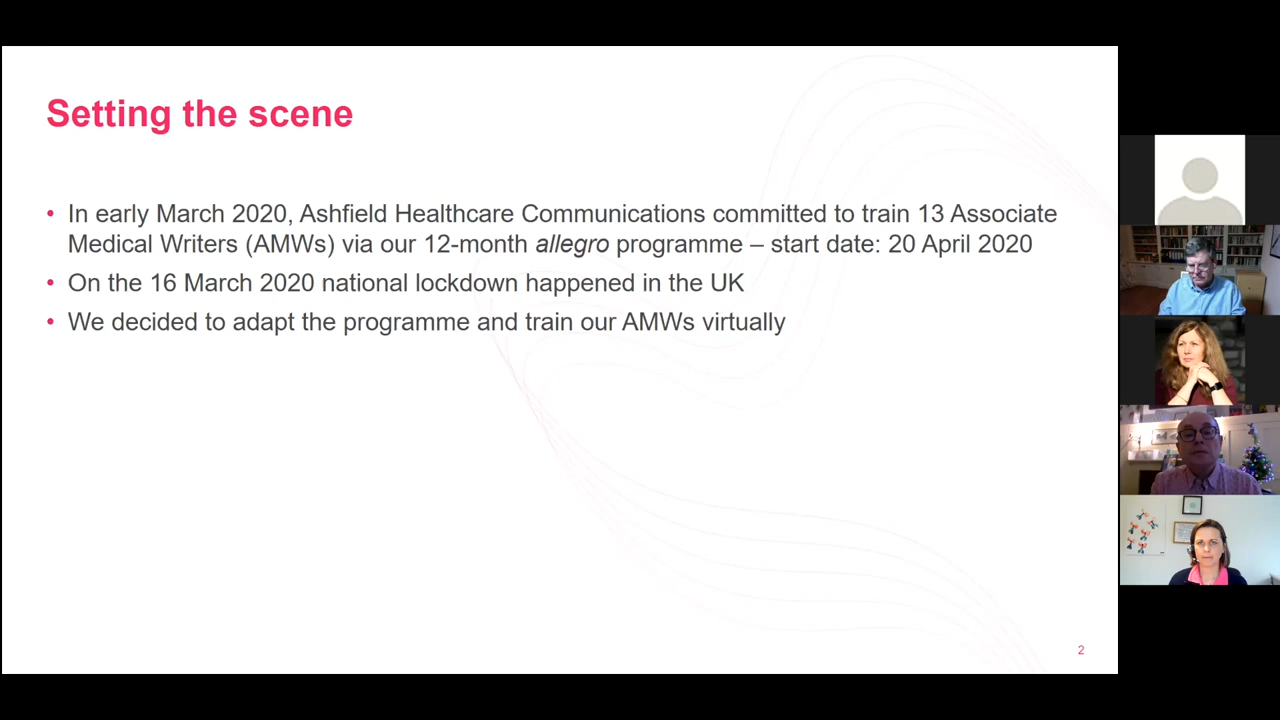 Setting the scene
• In early March 2020, Ashfield Healthcare Communications committed to train 13 Associate
Medical Writers (AMWs) via our 12-month allegro programme – start date: 20 April 2020
• On the 16 March 2020 national lockdown happened in the UK
• We decided to adapt the programme and train our AMWs virtually
2